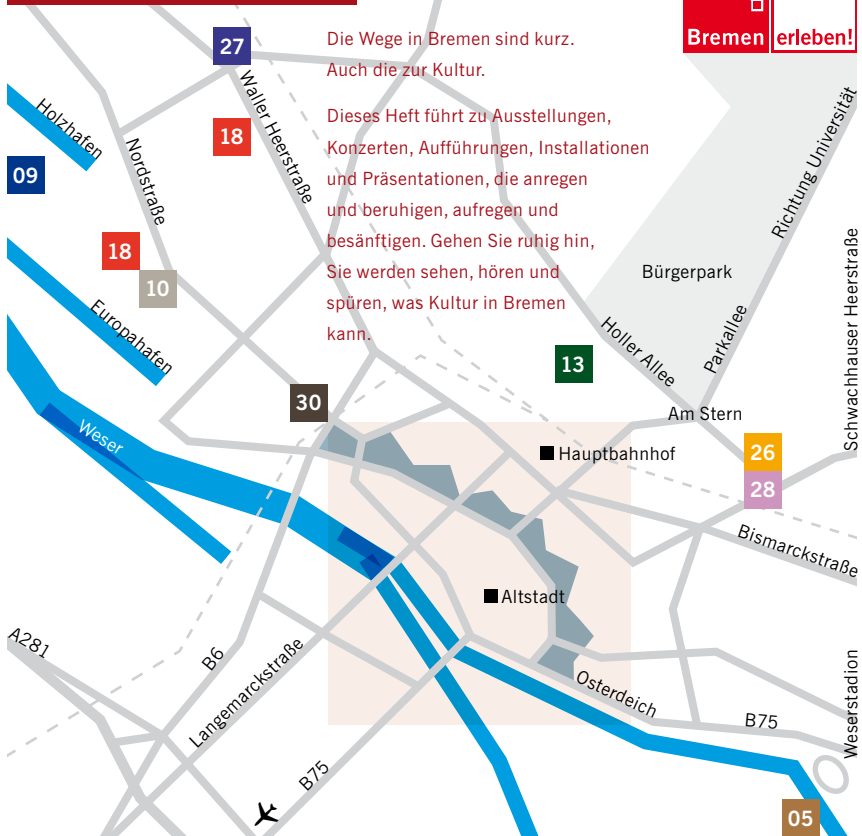 Bremen erleben!
Die Wege in Bremen sind kurz.
Auch die zur Kultur.
Dieses Heft führt zu Ausstellungen,
Konzerten, Aufführungen, Installationen
und Präsentationen, die anregen
und beruhigen, aufregen und
besänftigen. Gehen Sie ruhig hin,
Sie werden sehen, hören und
spüren, was Kultur in Bremen
kann.
27
Waller Heerstraße
18
Holzhafen
Nordstraße
09
18
10
Europahafen
Richtung Universität
Bürgerpark
Schwachhauser Heerstraße
Parkallee
Holler Allee
13
Am Stern
30
Weser
Hauptbahnhof
26
28
Bismarckstraße
Altstadt
A281
B6
Langemarckstraße
Osterdeich
B75
Weserstadion
B75
05